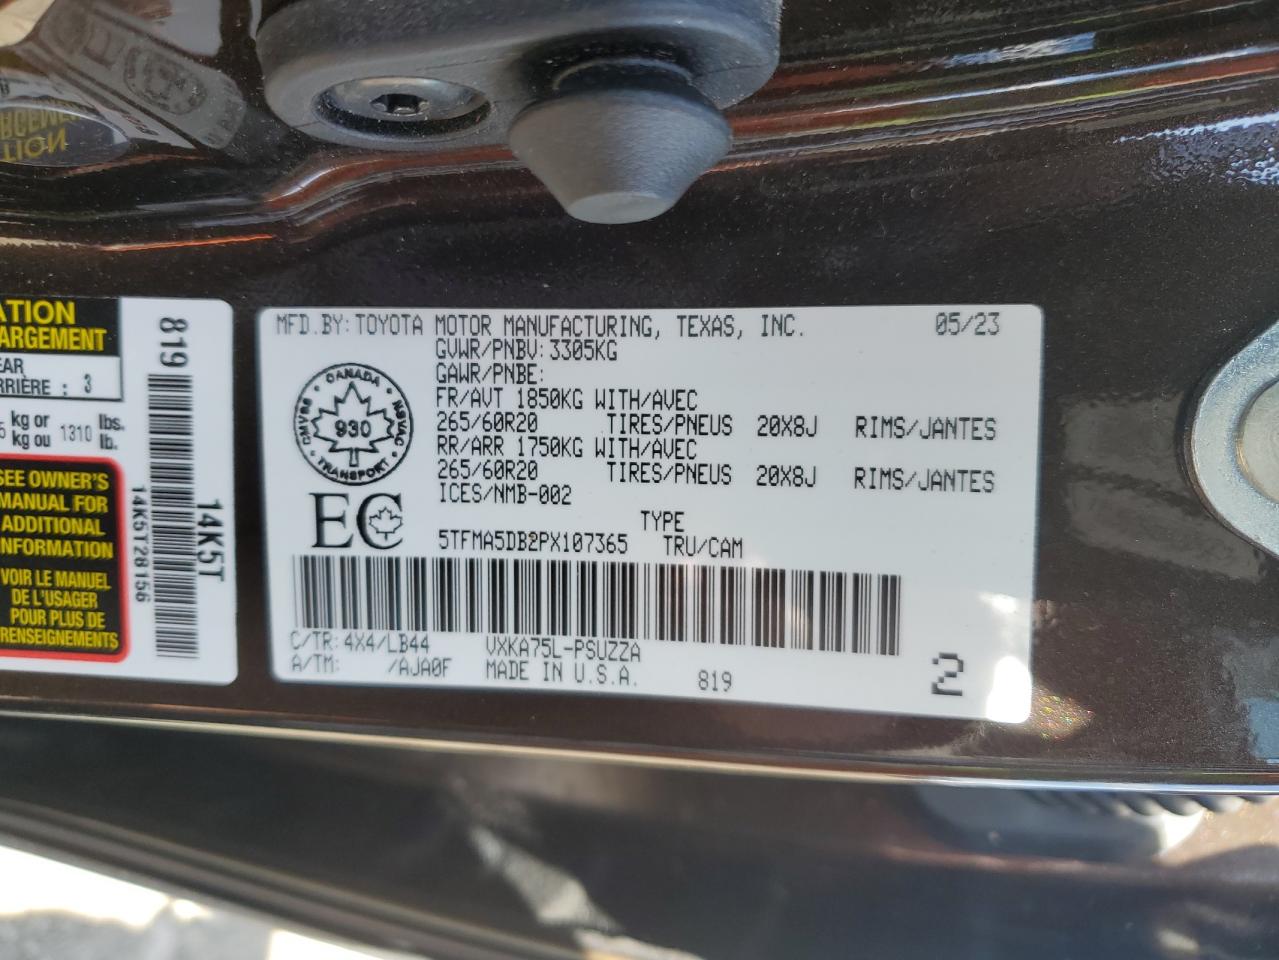 ATION
ARGEMENT
EAR
RRIÈRE : 3
5 kg or 1310 lbs.
kg ou lb.
SEE OWNER'S
MANUAL FOR
ADDITIONAL
INFORMATION
VOIR LE MANUEL
DE L'USAGER
POUR PLUS DE
RENSEIGNEMENTS
819
14K5T28156
14K5T
MFD.BY: TOYOTA MOTOR MANUFACTURING, TEXAS, INC. 05/23
GVWR/PNBV: 3305KG
GAWR/PNBE:
FR/AVT 1850KG WITH/AVEC
265/60R20 TIRES/PNEUS 20X8J RIMS/JANTES
RR/ARR 1750KG WITH/AVEC
265/60R20 TIRES/PNEUS 20X8J RIMS/JANTES
ICES/NMB-002
TYPE
5TFMA5DB2PX107365 TRU/CAM
CANADA
CMVSS NSVAC
930
TRANSPORT
EC
C/TR: 4X4/LB44 VXKA75L-PSUZZA
A/TM: /AJA0F MADE IN U.S.A. 819
2